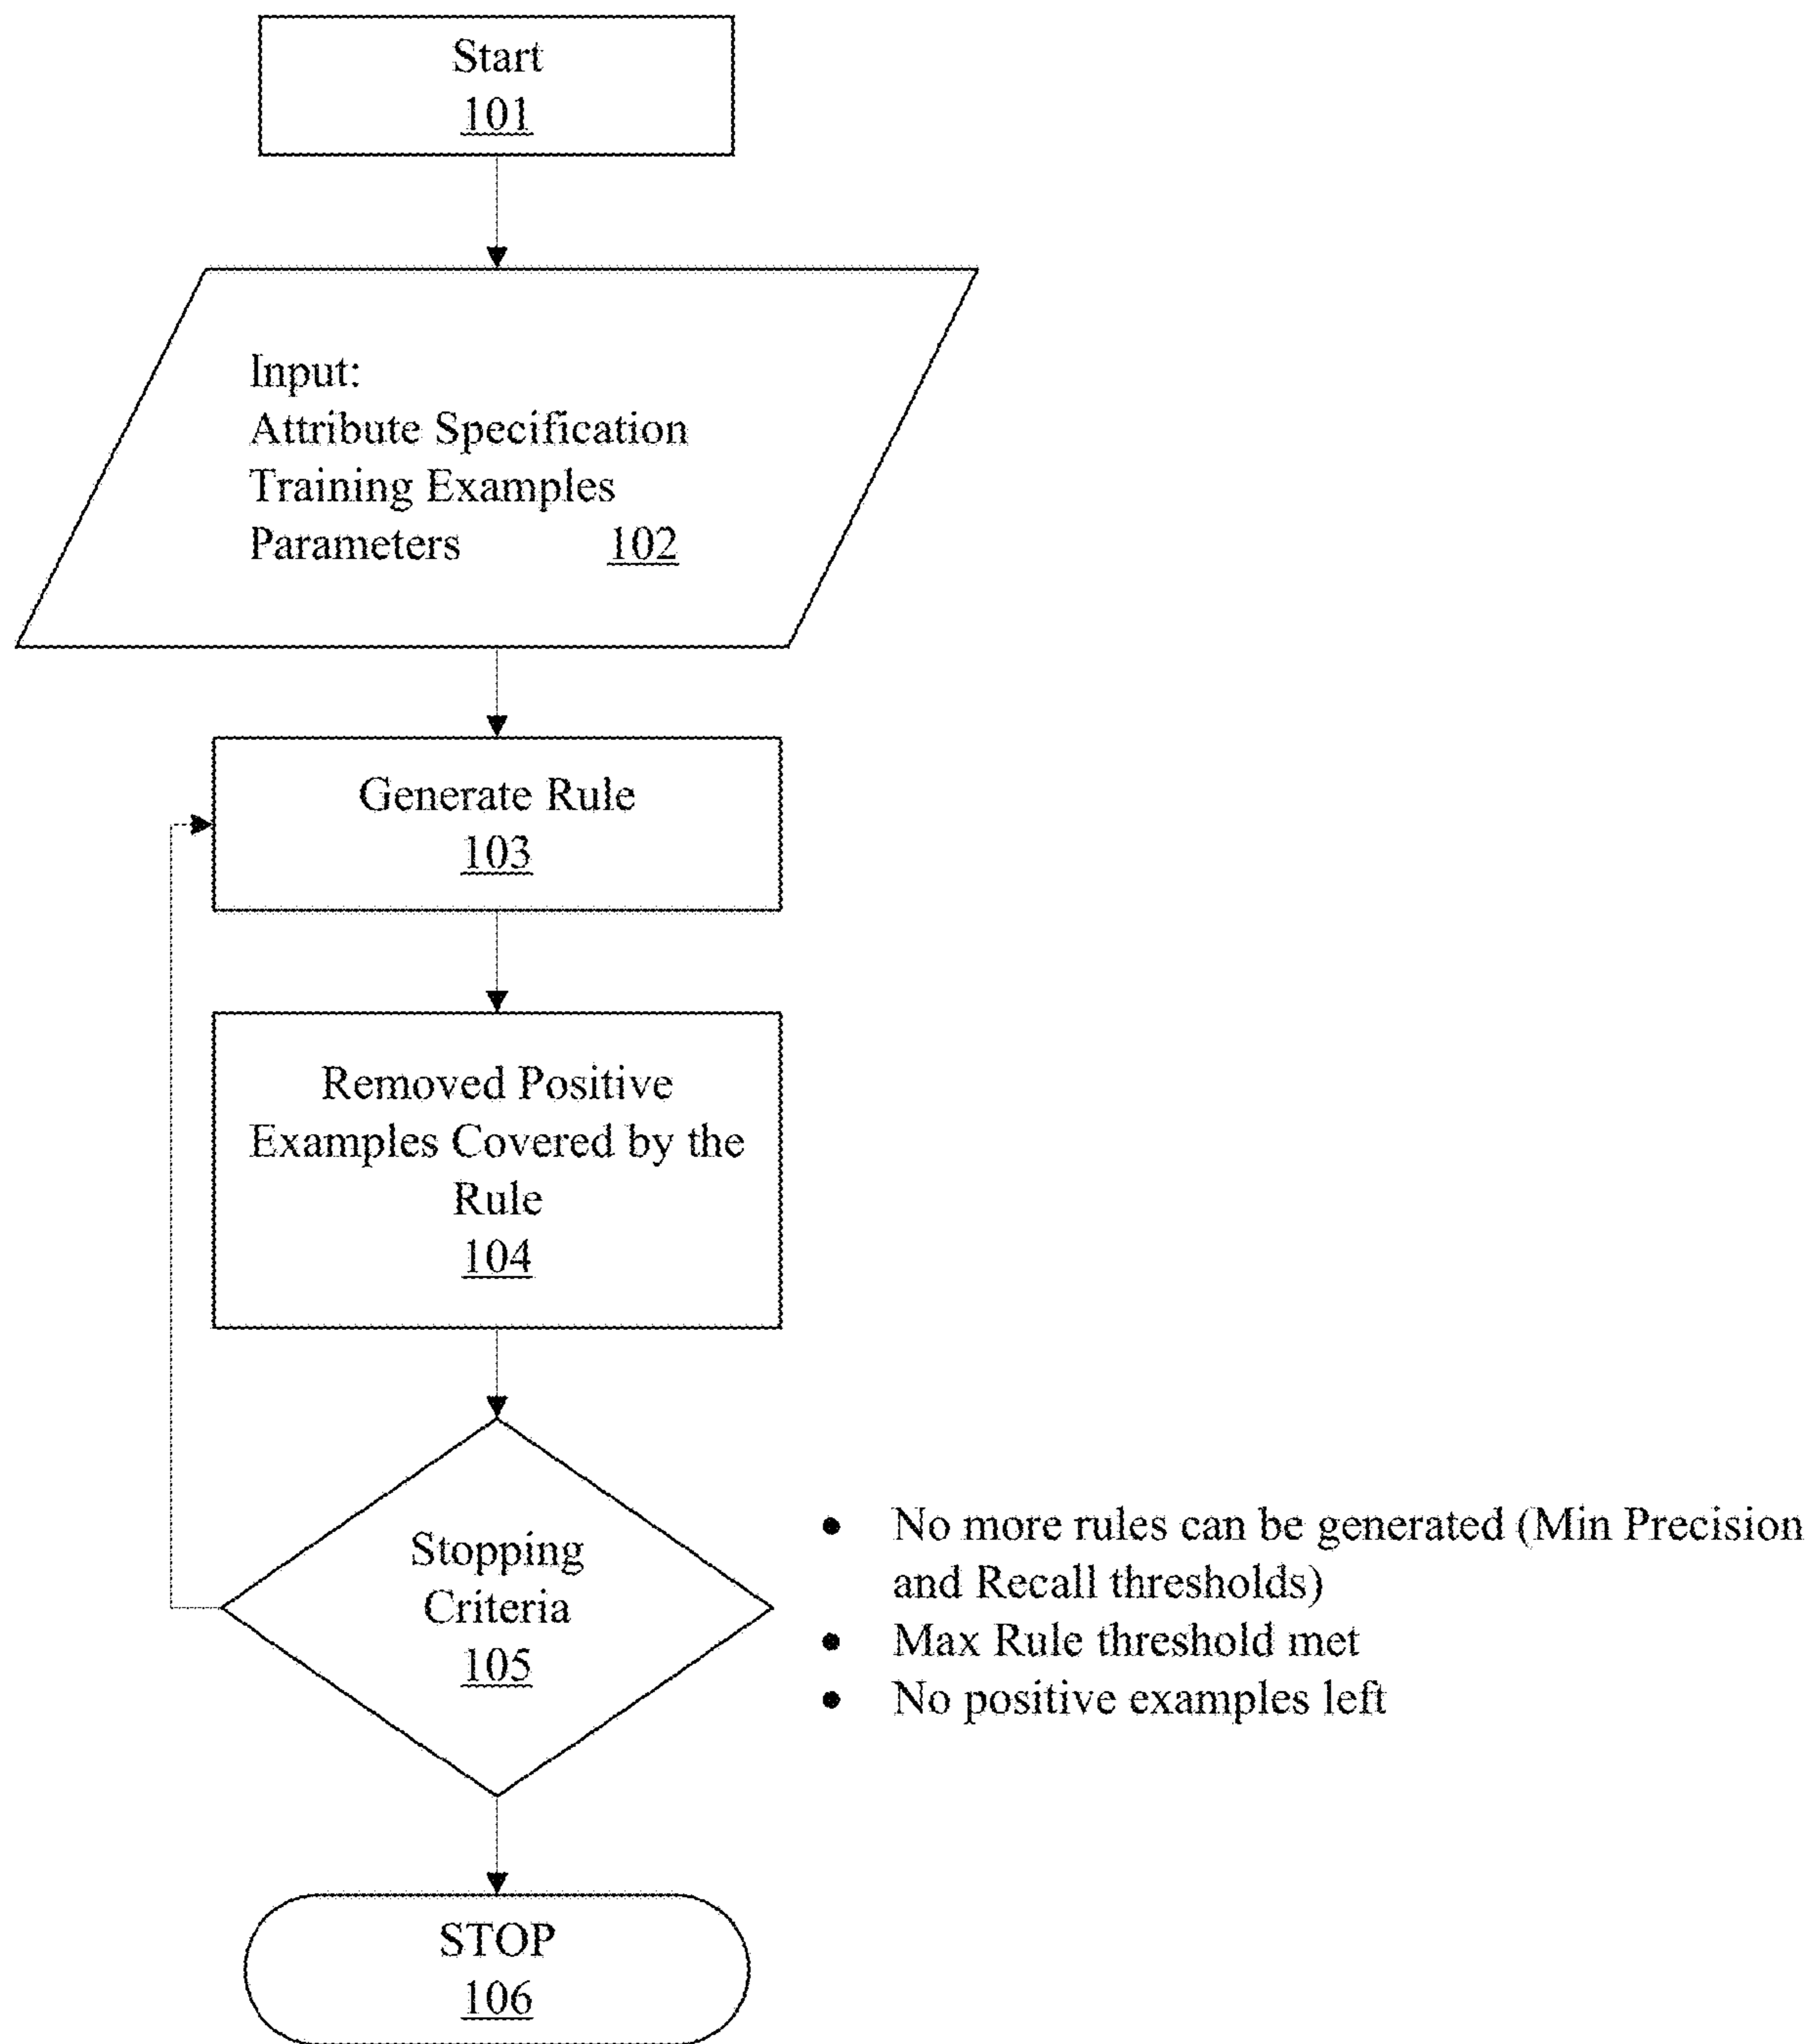 Start
101
Input:
Attribute Specification
Training Examples
Parameters 102
Generate Rule
103
Removed Positive
Examples Covered by the
Rule
104
Stopping
Criteria
105
• No more rules can be generated (Min Precision
and Recall thresholds)
• Max Rule threshold met
• No positive examples left
STOP
106